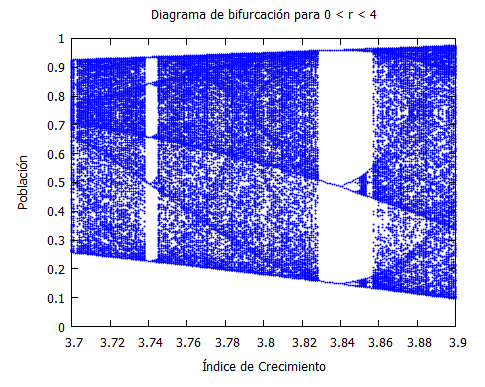 Diagrama de bifurcación para 0 < r < 4
1
0.9
0.8
0.7
0.6
0.5
0.4
0.3
0.2
0.1
0
Población
3.7 3.72 3.74 3.76 3.78 3.8 3.82 3.84 3.86 3.88 3.9
Índice de Crecimiento